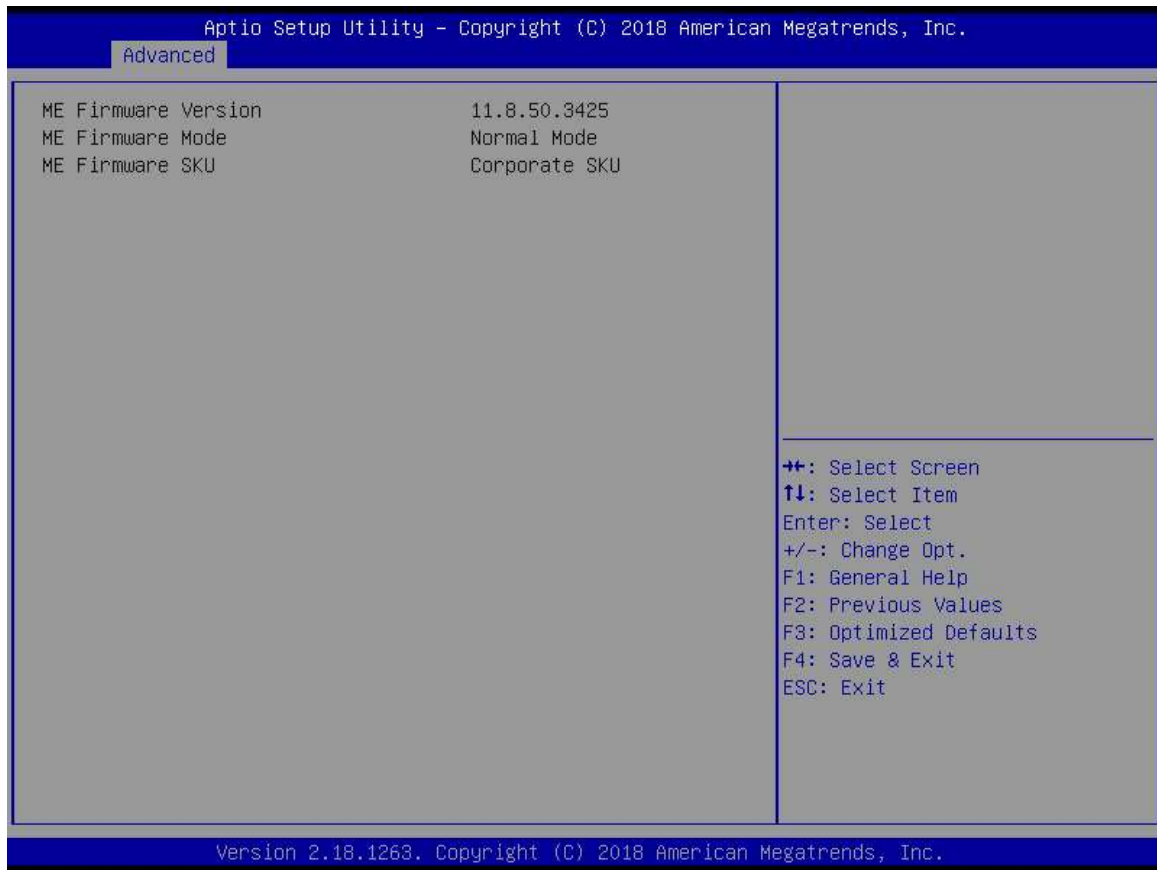 Aptio Setup Utility – Copyright (C) 2018 American Megatrends, Inc.
Advanced
ME Firmware Version 11.8.50.3425
ME Firmware Mode Normal Mode
ME Firmware SKU Corporate SKU
→←: Select Screen
↑↓: Select Item
Enter: Select
+/-: Change Opt.
F1: General Help
F2: Previous Values
F3: Optimized Defaults
F4: Save & Exit
ESC: Exit
Version 2.18.1263. Copyright (C) 2018 American Megatrends, Inc.